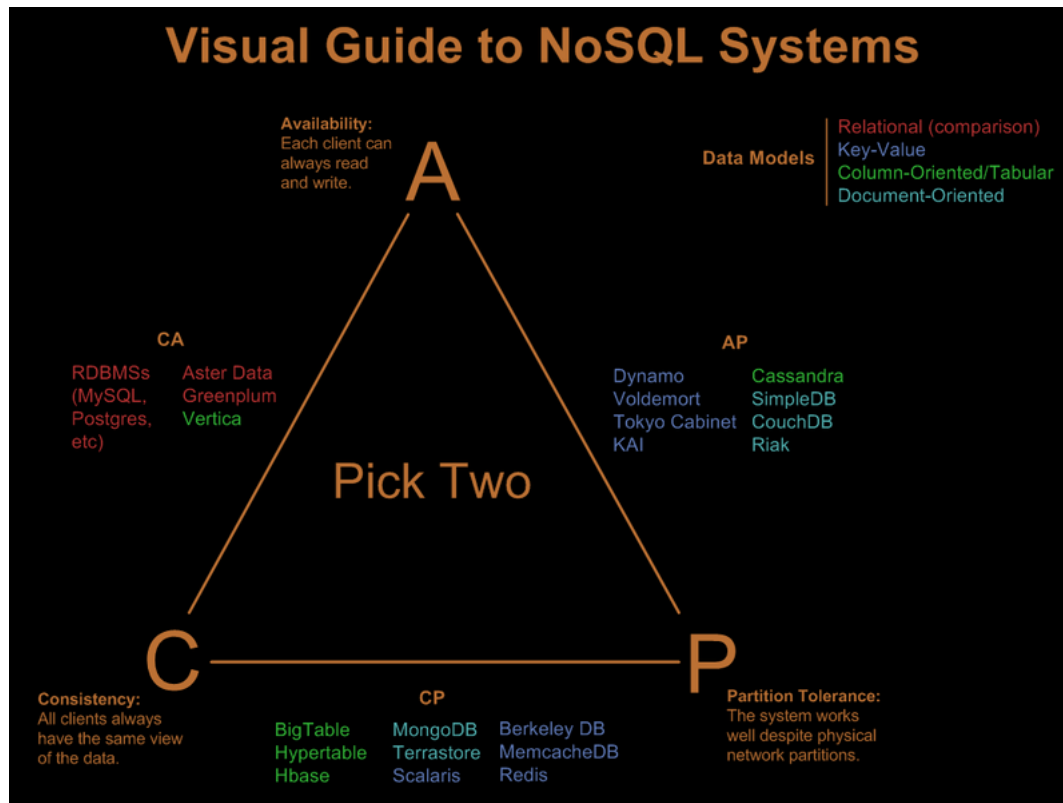 Visual Guide to NoSQL Systems
Availability:
Each client can
always read
and write.
A
Data Models
Relational (comparison)
Key-Value
Column-Oriented/Tabular
Document-Oriented
CA
RDBMSs
(MySQL,
Postgres,
etc)
Aster Data
Greenplum
Vertica
AP
Dynamo
Voldemort
Tokyo Cabinet
KAI
Cassandra
SimpleDB
CouchDB
Riak
Pick Two
C
P
Consistency:
All clients always
have the same view
of the data.
CP
BigTable
Hypertable
Hbase
MongoDB
Terrastore
Scalaris
Berkeley DB
MemcacheDB
Redis
Partition Tolerance:
The system works
well despite physical
network partitions.